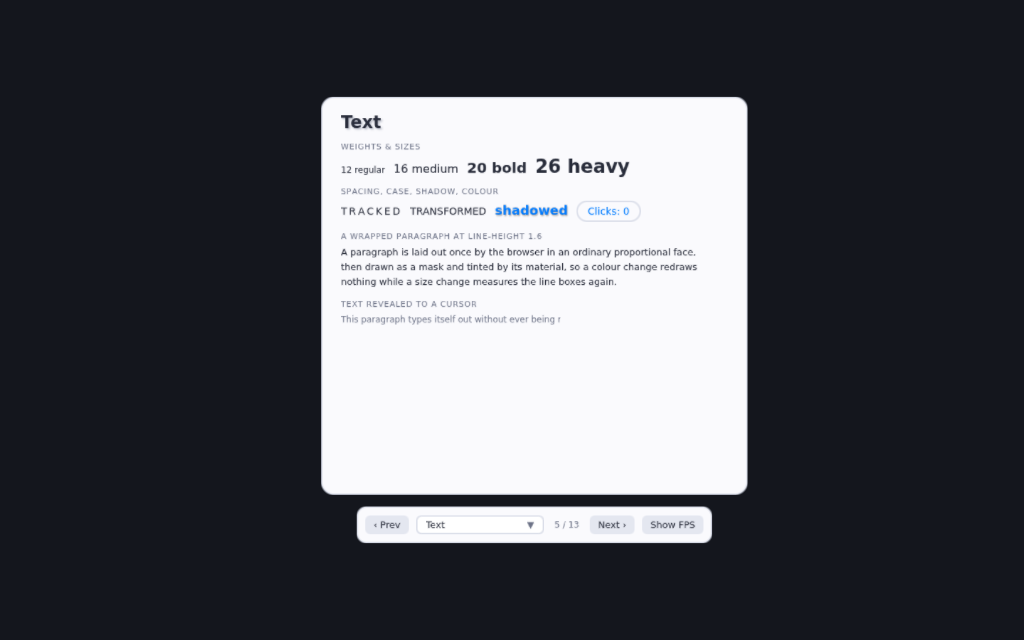 Text
WEIGHTS & SIZES
12 regular 16 medium 20 bold 26 heavy
SPACING, CASE, SHADOW, COLOUR
TRACKED TRANSFORMED shadowed Clicks: 0
A WRAPPED PARAGRAPH AT LINE-HEIGHT 1.6
A paragraph is laid out once by the browser in an ordinary proportional face,
then drawn as a mask and tinted by its material, so a colour change redraws
nothing while a size change measures the line boxes again.
TEXT REVEALED TO A CURSOR
This paragraph types itself out without ever being r
‹ Prev Text ▼ 5 / 13 Next › Show FPS